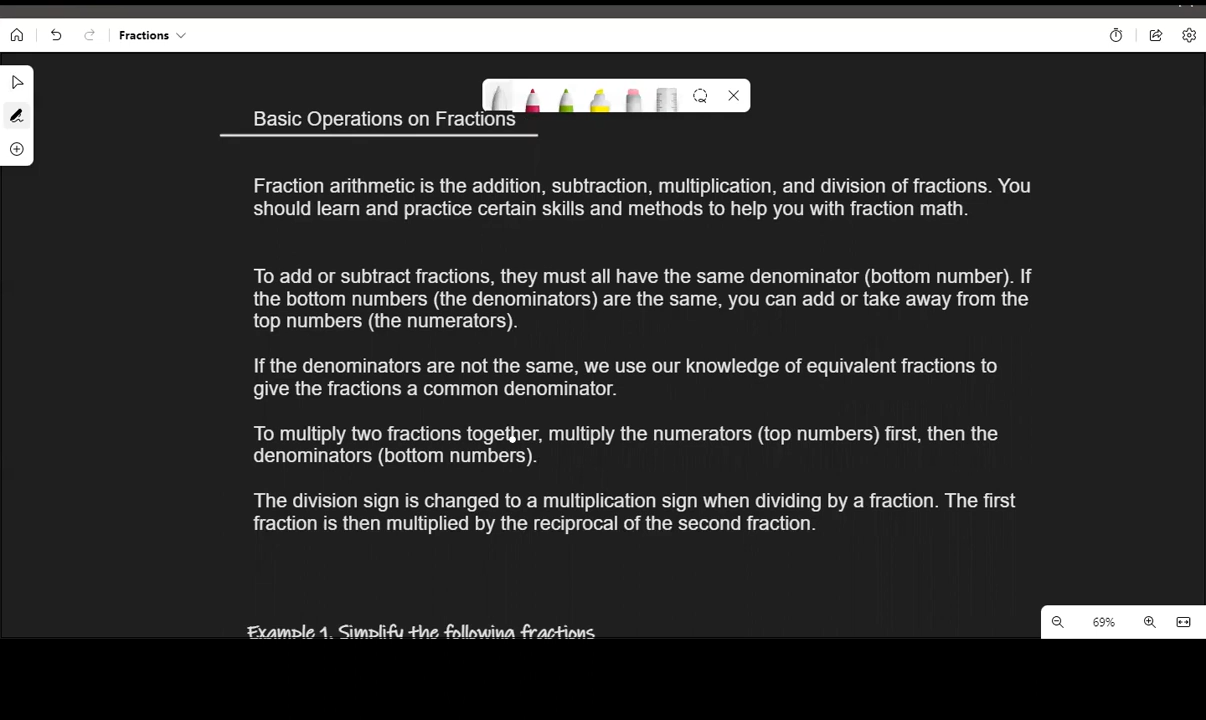 Fractions
Basic Operations on Fractions
Fraction arithmetic is the addition, subtraction, multiplication, and division of fractions. You
should learn and practice certain skills and methods to help you with fraction math.
To add or subtract fractions, they must all have the same denominator (bottom number). If
the bottom numbers (the denominators) are the same, you can add or take away from the
top numbers (the numerators).
If the denominators are not the same, we use our knowledge of equivalent fractions to
give the fractions a common denominator.
To multiply two fractions together, multiply the numerators (top numbers) first, then the
denominators (bottom numbers).
The division sign is changed to a multiplication sign when dividing by a fraction. The first
fraction is then multiplied by the reciprocal of the second fraction.
Example 1. Simplify the following fractions
69%